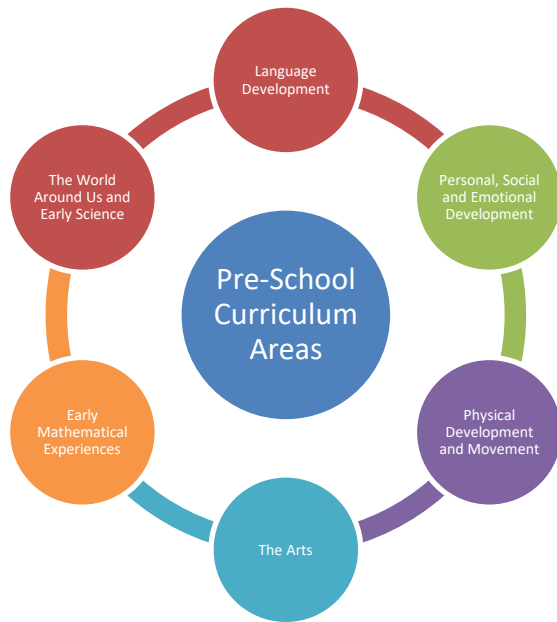 Language
Development
Personal, Social
and Emotional
Development
Physical
Development
and Movement
The Arts
Early
Mathematical
Experiences
The World
Around Us and
Early Science
Pre-School
Curriculum
Areas